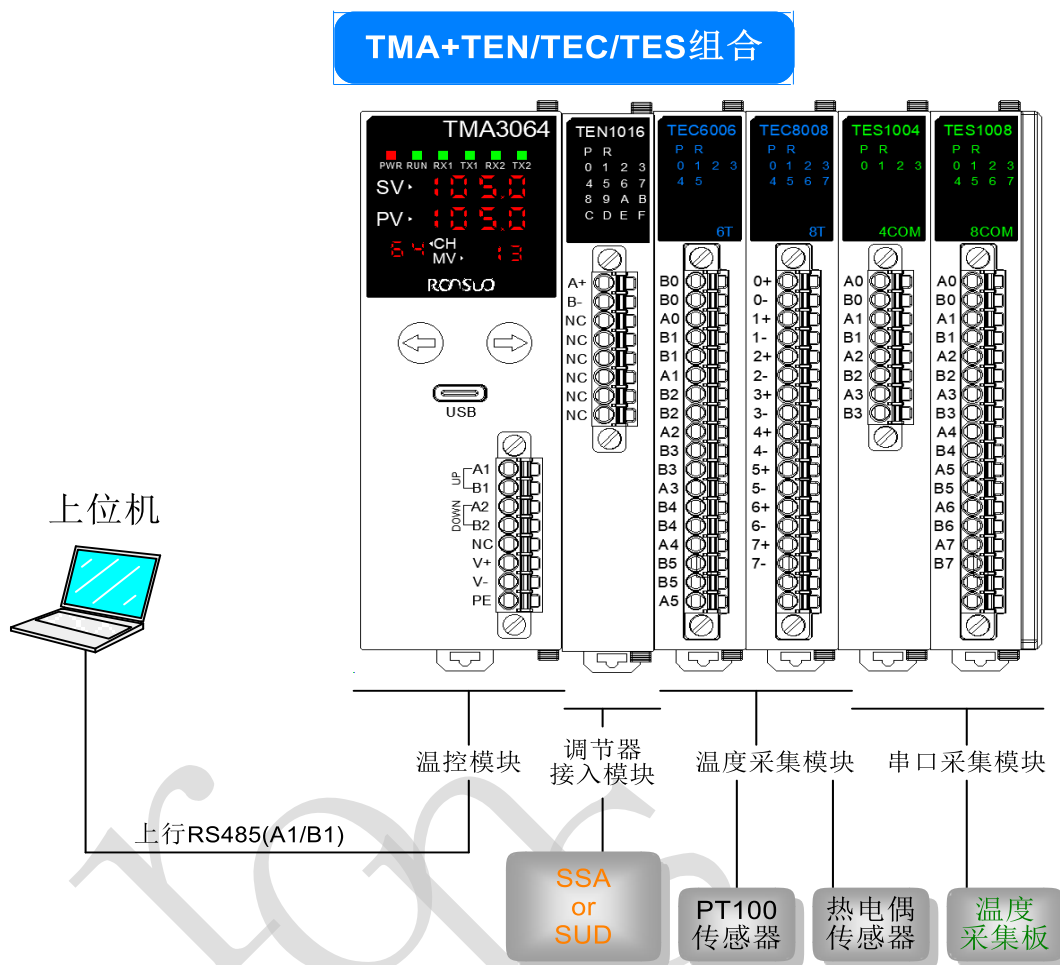 TMA+TEN/TEC/TES组合
TMA3064
PWR RUN RX1 TX1 RX2 TX2
SV 105.0
PV 105.0
64 CH
MV 13
RONSUO
USB
UP
A1
B1
DOWN
A2
B2
NC
V+
V-
PE
TEN1016
P R
0 1 2 3
4 5 6 7
8 9 A B
C D E F
A+
B-
NC
NC
NC
NC
NC
NC
TEC6006
P R
0 1 2 3
4 5
6T
B0
B0
A0
B1
B1
A1
B2
B2
A2
B3
B3
A3
B4
B4
A4
B5
B5
A5
TEC8008
P R
0 1 2 3
4 5 6 7
8T
0+
0-
1+
1-
2+
2-
3+
3-
4+
4-
5+
5-
6+
6-
7+
7-
TES1004
P R
0 1 2 3
4COM
A0
B0
A1
B1
A2
B2
A3
B3
TES1008
P R
0 1 2 3
4 5 6 7
8COM
A0
B0
A1
B1
A2
B2
A3
B3
A4
B4
A5
B5
A6
B6
A7
B7
上位机
温控模块
调节器
接入模块
温度采集模块
串口采集模块
上行RS485(A1/B1)
SSA
or
SUD
PT100
传感器
热电偶
传感器
温度
采集板